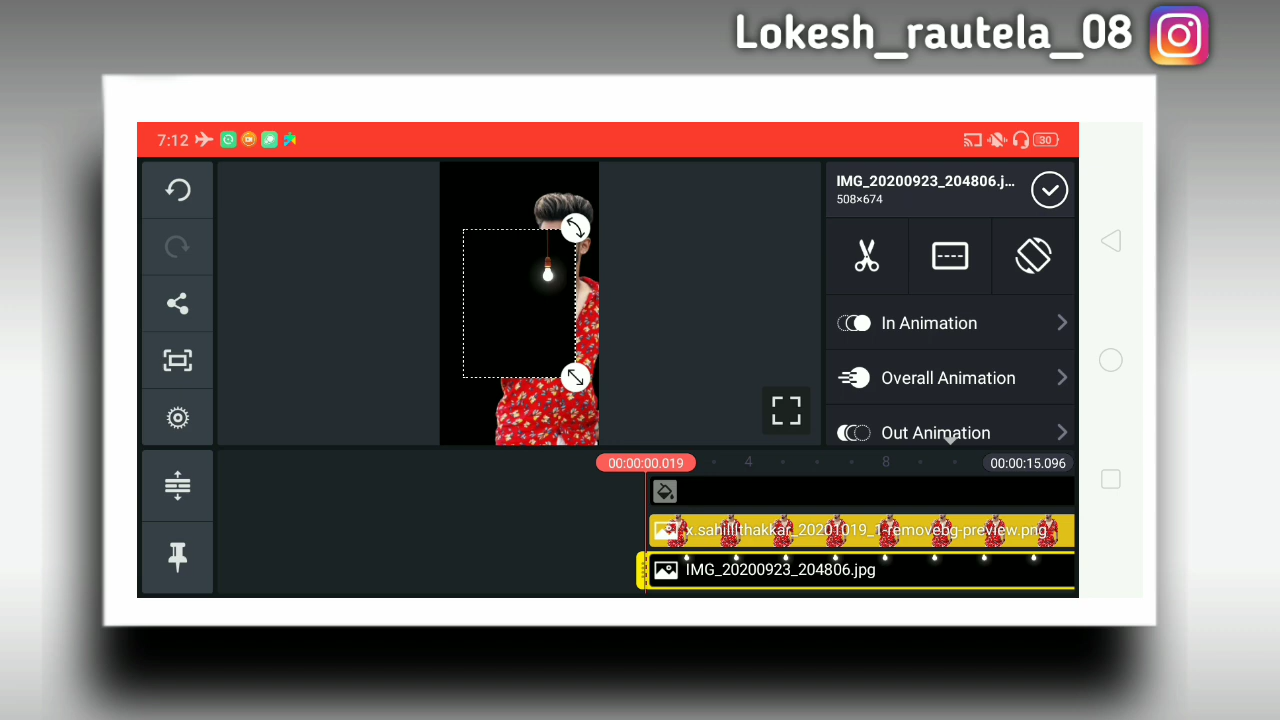 Lokesh_rautela_08
7:12
30
IMG_20200923_204806.j...
508×674
In Animation
Overall Animation
Out Animation
00:00:00.019
4
8
00:00:15.096
x.sahilllthakkar_20201019_1-removebg-preview.png
IMG_20200923_204806.jpg